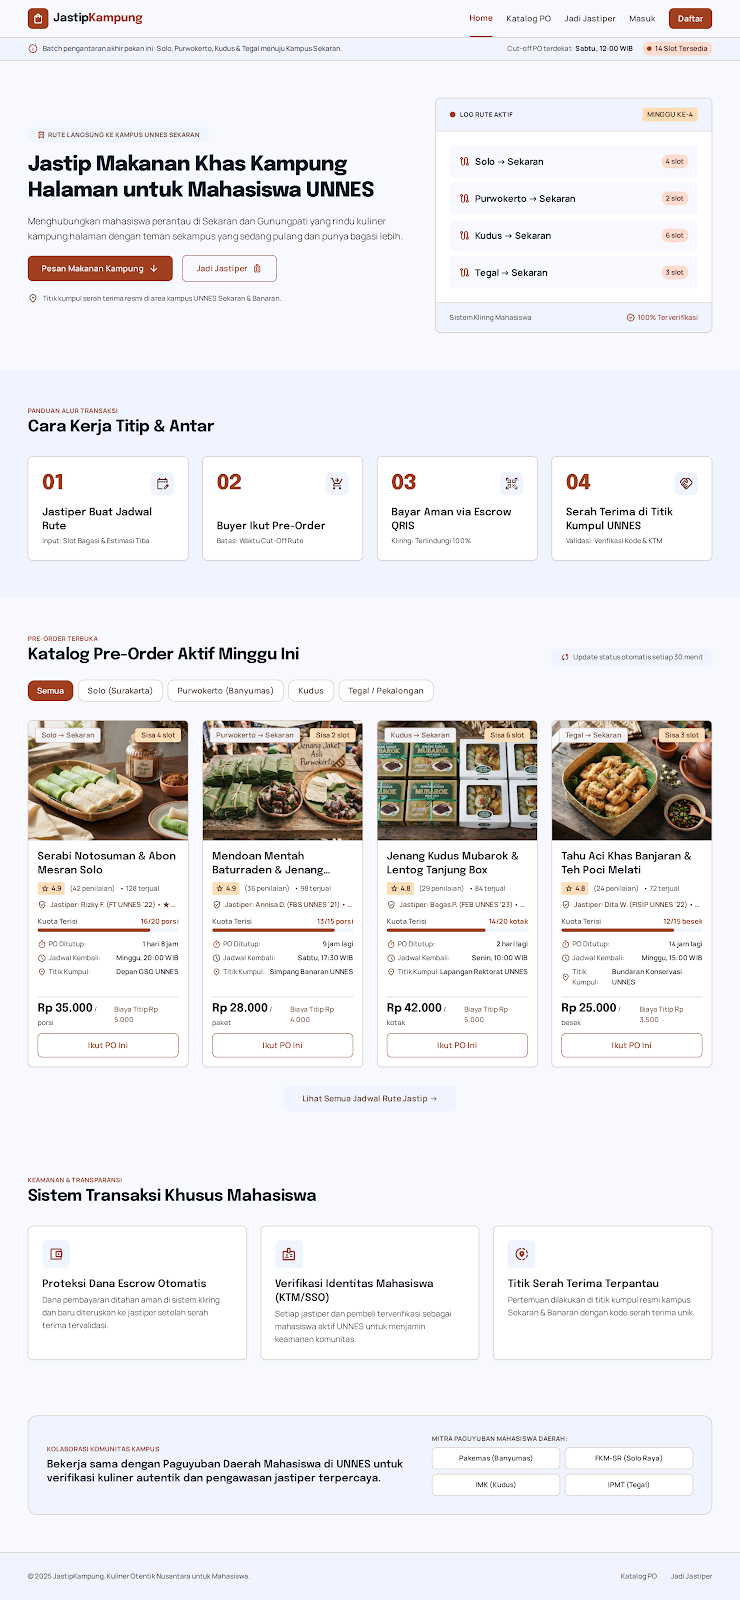 JastipKampung
Home Katalog PO Jadi Jastiper Masuk Daftar
Batch pengantaran akhir pekan ini: Solo, Purwokerto, Kudus & Tegal menuju Kampus Sekaran.
Cut-off PO terdekat: Sabtu, 12:00 WIB 14 Slot Tersedia
RUTE LANGSUNG KE KAMPUS UNNES SEKARAN
Jastip Makanan Khas Kampung
Halaman untuk Mahasiswa UNNES
Menghubungkan mahasiswa perantau di Sekaran dan Gunungpati yang rindu kuliner
kampung halaman dengan teman sekampus yang sedang pulang dan punya bagasi lebih.
Pesan Makanan Kampung ↓ Jadi Jastiper
Titik kumpul serah terima resmi di area kampus UNNES Sekaran & Banaran.
LOG RUTE AKTIF MINGGU KE-4
Solo → Sekaran 4 slot
Purwokerto → Sekaran 2 slot
Kudus → Sekaran 6 slot
Tegal → Sekaran 3 slot
Sistem Kliring Mahasiswa 100% Terverifikasi
PANDUAN ALUR TRANSAKSI
Cara Kerja Titip & Antar
01
Jastiper Buat Jadwal
Rute
Input: Slot Bagasi & Estimasi Tiba
02
Buyer Ikut Pre-Order
Batas: Waktu Cut-Off Rute
03
Bayar Aman via Escrow
QRIS
Kliring: Terlindungi 100%
04
Serah Terima di Titik
Kumpul UNNES
Validasi: Verifikasi Kode & KTM
PRE-ORDER TERBUKA
Katalog Pre-Order Aktif Minggu Ini
Update status otomatis setiap 30 menit
Semua Solo (Surakarta) Purwokerto (Banyumas) Kudus Tegal / Pekalongan
Solo → Sekaran Sisa 4 slot
Serabi Notosuman & Abon
Mesran Solo
4.9 (42 penilaian) • 128 terjual
Jastiper: Rizky F. (FT UNNES '22) • ★ ...
Kuota Terisi 16/20 porsi
PO Ditutup: 1 hari 8 jam
Jadwal Kembali: Minggu, 20:00 WIB
Titik Kumpul: Depan GSG UNNES
Rp 35.000 / porsi
Biaya Titip Rp 5.000
Ikut PO Ini
Purwokerto → Sekaran Sisa 2 slot
Jenang Jaket
Asli
Purwokerto
Mendoan Mentah
Baturraden & Jenang...
4.9 (36 penilaian) • 98 terjual
Jastiper: Annisa D. (FBS UNNES '21) • ...
Kuota Terisi 13/15 porsi
PO Ditutup: 9 jam lagi
Jadwal Kembali: Sabtu, 17:30 WIB
Titik Kumpul: Simpang Banaran UNNES
Rp 28.000 / paket
Biaya Titip Rp 4.000
Ikut PO Ini
Kudus → Sekaran Sisa 6 slot
MUBAROK
MUBAROK
Jenang Kudus Mubarok &
Lentog Tanjung Box
4.8 (29 penilaian) • 84 terjual
Jastiper: Bagas P. (FEB UNNES '23) • ...
Kuota Terisi 14/20 kotak
PO Ditutup: 2 hari lagi
Jadwal Kembali: Senin, 10:00 WIB
Titik Kumpul: Lapangan Rektorat UNNES
Rp 42.000 / kotak
Biaya Titip Rp 5.000
Ikut PO Ini
Tegal → Sekaran Sisa 3 slot
Tahu Aci Khas Banjaran &
Teh Poci Melati
4.8 (24 penilaian) • 72 terjual
Jastiper: Dita W. (FISIP UNNES '22) • ...
Kuota Terisi 12/15 besek
PO Ditutup: 14 jam lagi
Jadwal Kembali: Minggu, 15:00 WIB
Titik Kumpul: Bundaran Konservasi UNNES
Rp 25.000 / besek
Biaya Titip Rp 3.500
Ikut PO Ini
Lihat Semua Jadwal Rute Jastip →
KEAMANAN & TRANSPARANSI
Sistem Transaksi Khusus Mahasiswa
Proteksi Dana Escrow Otomatis
Dana pembayaran ditahan aman di sistem kliring
dan baru diteruskan ke jastiper setelah serah
terima tervalidasi.
Verifikasi Identitas Mahasiswa
(KTM/SSO)
Setiap jastiper dan pembeli terverifikasi sebagai
mahasiswa aktif UNNES untuk menjamin
keamanan komunitas.
Titik Serah Terima Terpantau
Pertemuan dilakukan di titik kumpul resmi kampus
Sekaran & Banaran dengan kode serah terima unik.
KOLABORASI KOMUNITAS KAMPUS
Bekerja sama dengan Paguyuban Daerah Mahasiswa di UNNES untuk
verifikasi kuliner autentik dan pengawasan jastiper terpercaya.
MITRA PAGUYUBAN MAHASISWA DAERAH:
Pakemas (Banyumas) FKM-SR (Solo Raya)
IMK (Kudus) IPMT (Tegal)
© 2025 JastipKampung. Kuliner Otentik Nusantara untuk Mahasiswa.
Katalog PO Jadi Jastiper